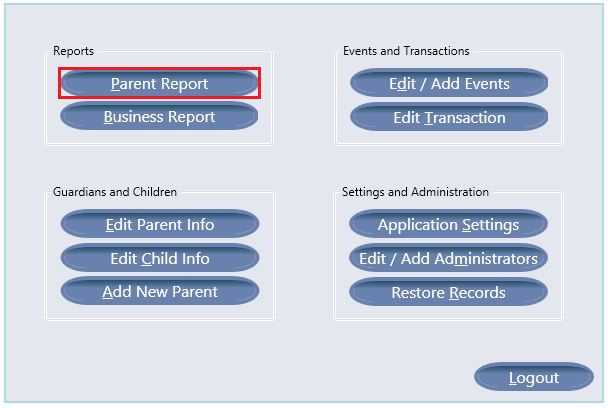 Reports
Parent Report
Business Report
Events and Transactions
Edit / Add Events
Edit Transaction
Guardians and Children
Edit Parent Info
Edit Child Info
Add New Parent
Settings and Administration
Application Settings
Edit / Add Administrators
Restore Records
Logout